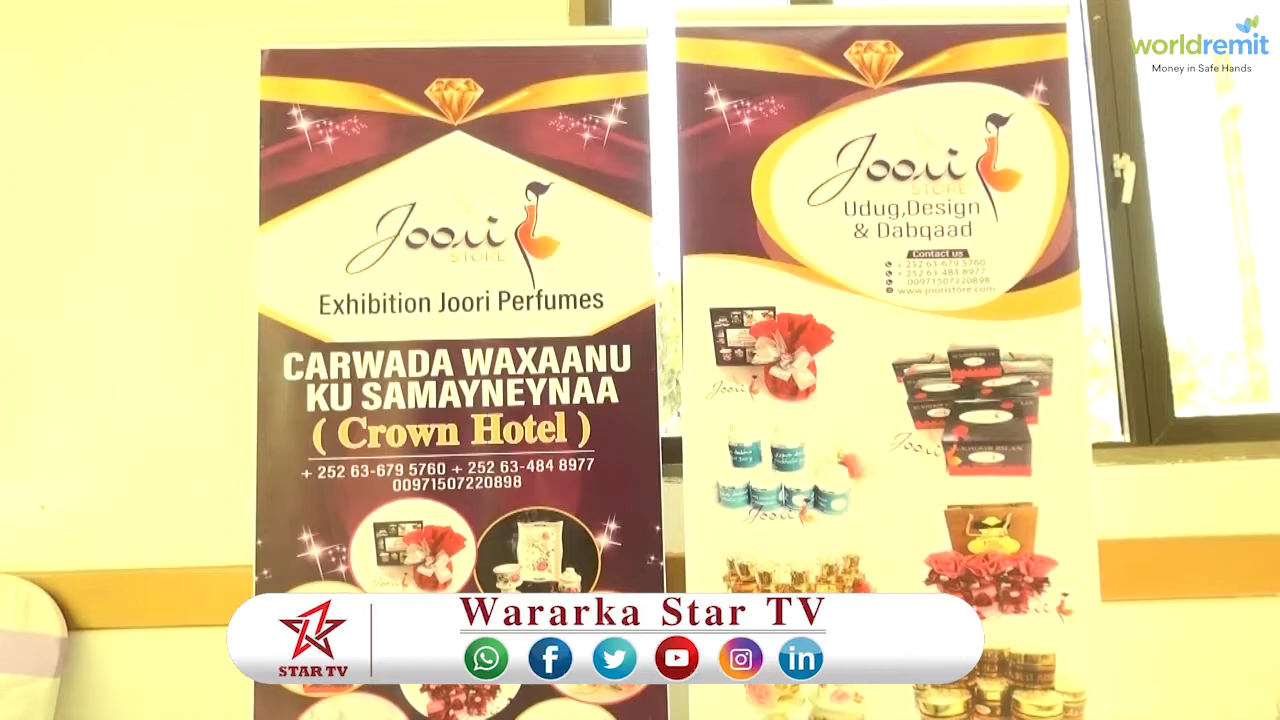 worldremit
Money in Safe Hands
Joori
STORE
Exhibition Joori Perfumes
CARWADA WAXAANU
KU SAMAYNEYNAA
( Crown Hotel )
+ 252 63-679 5760 + 252 63-484 8977
00971507220898
Joori
STORE
Udug,Design
& Dabqaad
Contact us
+ 252 63-679 5760
+ 252 63-484 8977
00971507220898
www.jooristore.com
Joori
Joori
Joori
STAR TV
Wararka Star TV